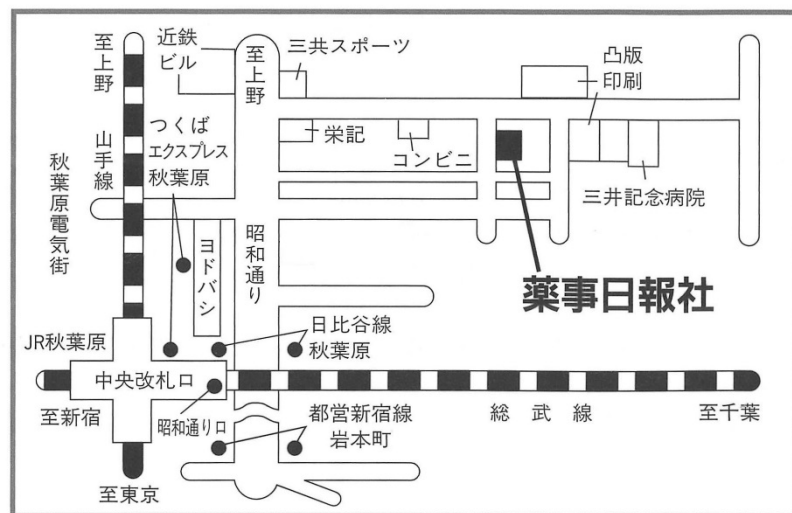 至上野
近鉄
ビル
至上野
三共スポーツ
凸版
印刷
つくば
エクスプレス
秋葉原
山手線
栄記
コンビニ
三井記念病院
秋葉原電気街
ヨドバシ
昭和通り
薬事日報社
JR秋葉原
日比谷線
秋葉原
中央改札口
至新宿
昭和通り口
都営新宿線
岩本町
総武線
至千葉
至東京